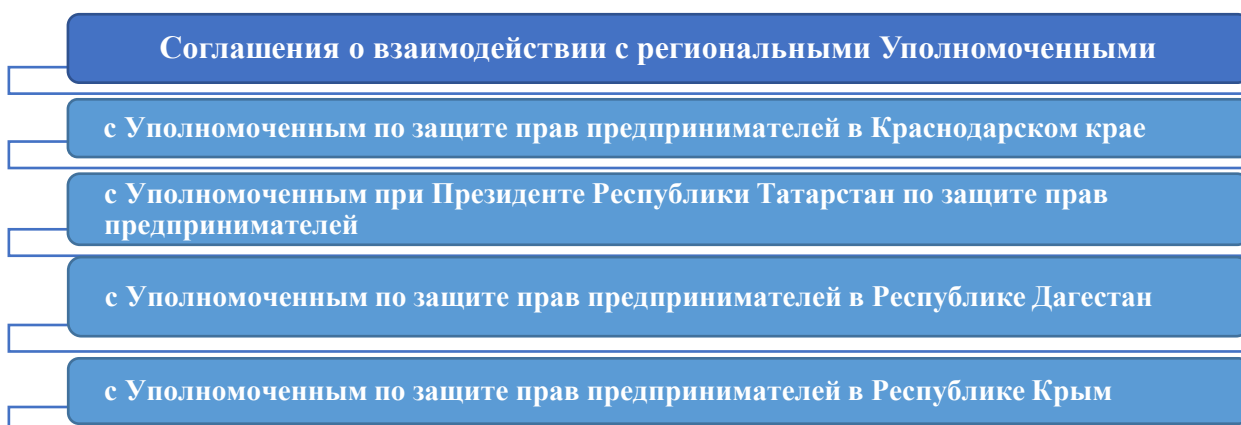 Соглашения о взаимодействии с региональными Уполномоченными
с Уполномоченным по защите прав предпринимателей в Краснодарском крае
с Уполномоченным при Президенте Республики Татарстан по защите прав
предпринимателей
с Уполномоченным по защите прав предпринимателей в Республике Дагестан
с Уполномоченным по защите прав предпринимателей в Республике Крым